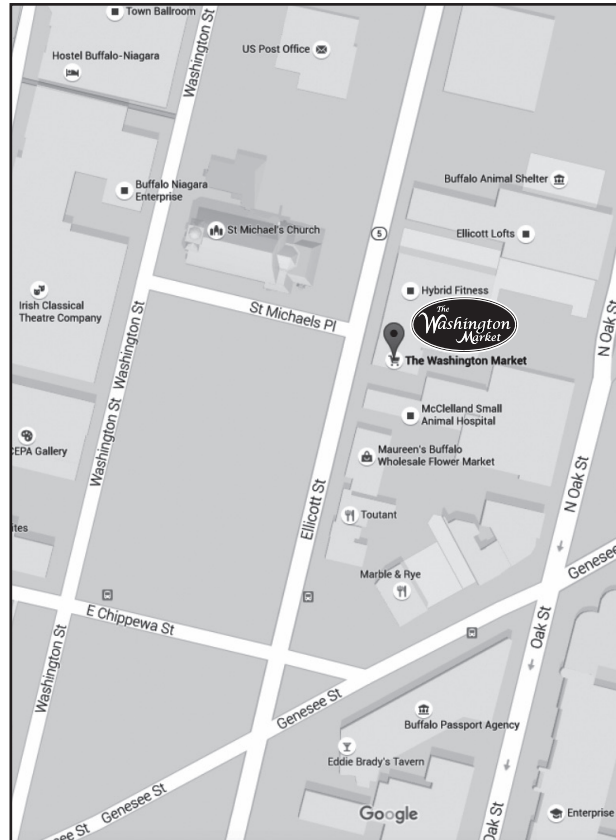 Town Ballroom
Washington St
US Post Office
Hostel Buffalo-Niagara
Buffalo Animal Shelter
Buffalo Niagara
Enterprise
St Michael's Church
Ellicott Lofts
5
Irish Classical
Theatre Company
Washington St
Washington St
St Michaels Pl
Hybrid Fitness
The
Washington
Market
N Oak St
The Washington Market
McClelland Small
Animal Hospital
CEPA Gallery
Maureen's Buffalo
Wholesale Flower Market
Ellicott St
N Oak St
Toutant
Marble & Rye
Genesee
E Chippewa St
Washington St
Oak St
Genesee St
Buffalo Passport Agency
Eddie Brady's Tavern
Genesee St
see St
Google
Oak St
Enterprise